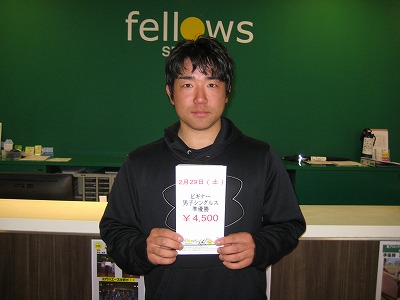 fellows
2月29日(土)
ビギナー
男子シングルス
準優勝
￥4,500